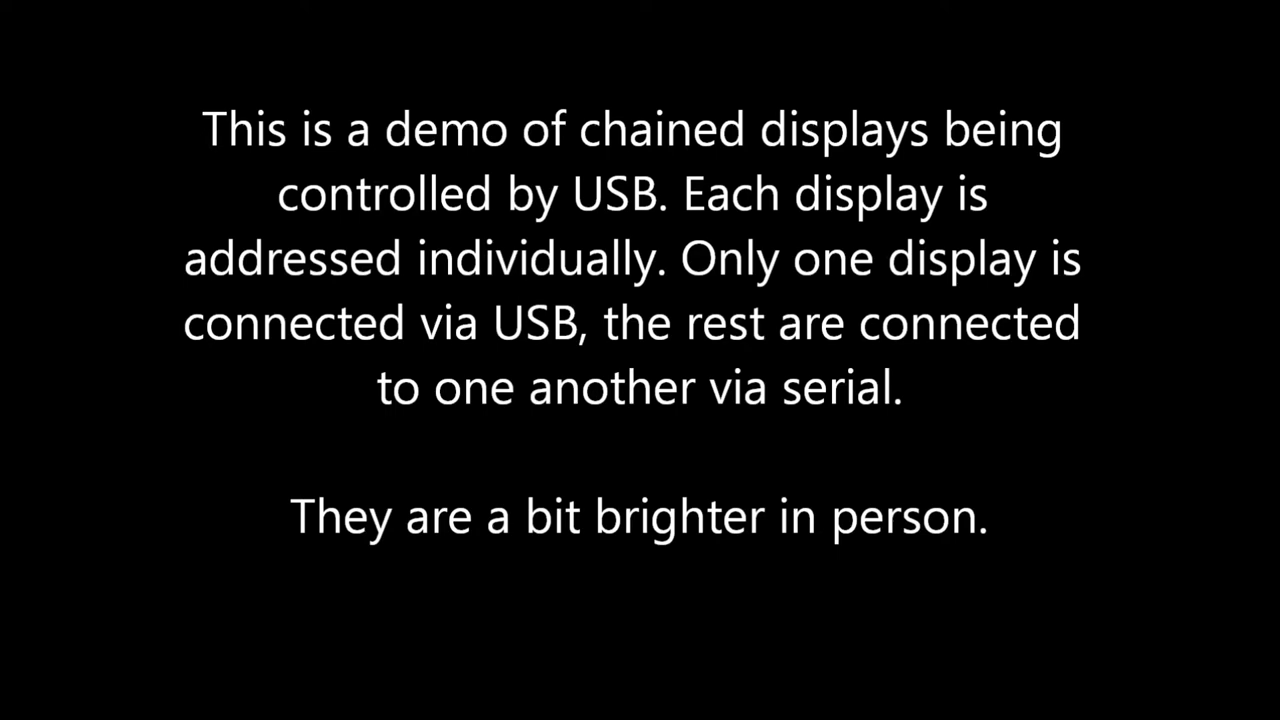 This is a demo of chained displays being
controlled by USB. Each display is
addressed individually. Only one display is
connected via USB, the rest are connected
to one another via serial.
They are a bit brighter in person.